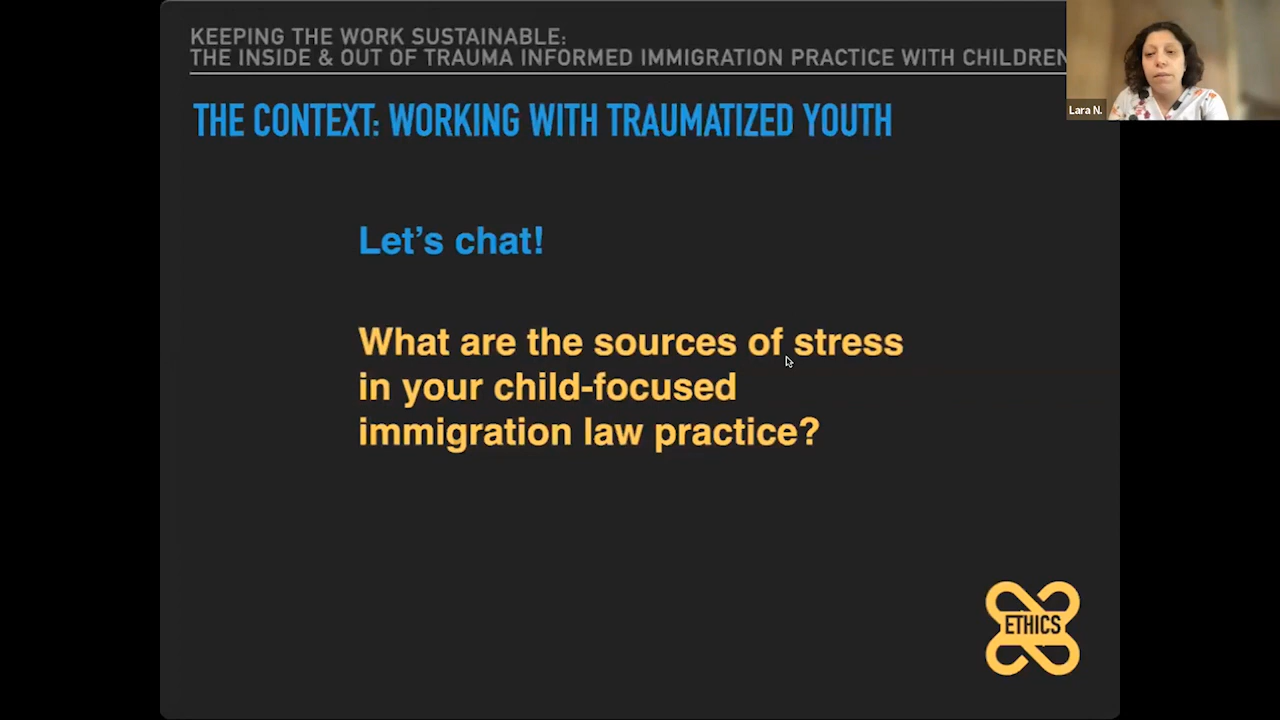 KEEPING THE WORK SUSTAINABLE:
THE INSIDE & OUT OF TRAUMA INFORMED IMMIGRATION PRACTICE WITH CHILDREN
THE CONTEXT: WORKING WITH TRAUMATIZED YOUTH
Lara N.
Let’s chat!
What are the sources of stress
in your child-focused
immigration law practice?
ETHICS